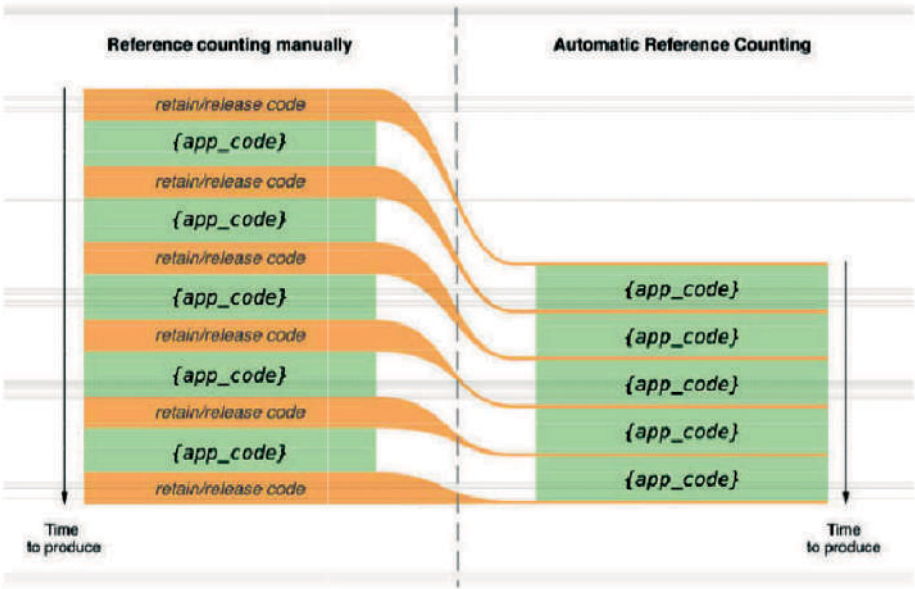 Reference counting manually
Automatic Reference Counting
retain/release code
{app_code}
retain/release code
{app_code}
retain/release code
{app_code}
retain/release code
{app_code}
retain/release code
{app_code}
retain/release code
Time
to produce
{app_code}
{app_code}
{app_code}
{app_code}
{app_code}
Time
to produce